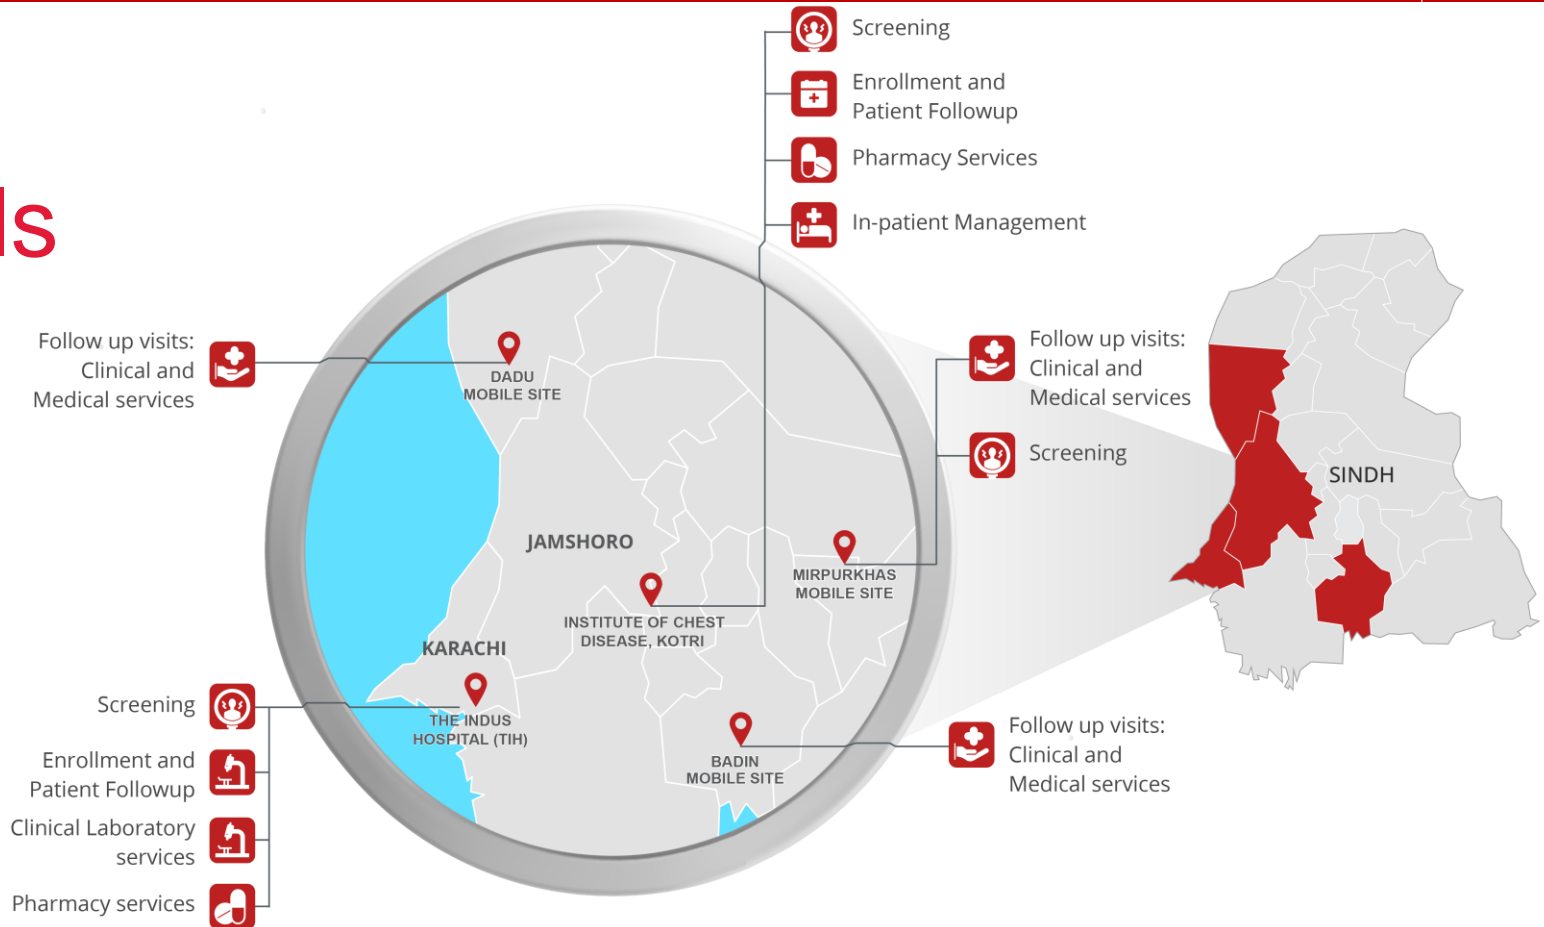 Screening
Enrollment and
Patient Followup
Pharmacy Services
In-patient Management
ls
Follow up visits:
Clinical and
Medical services
DADU
MOBILE SITE
Follow up visits:
Clinical and
Medical services
Screening
SINDH
JAMSHORO
MIRPURKHAS
MOBILE SITE
INSTITUTE OF CHEST
DISEASE, KOTRI
KARACHI
THE INDUS
HOSPITAL (TIH)
Screening
Enrollment and
Patient Followup
Clinical Laboratory
services
Pharmacy services
BADIN
MOBILE SITE
Follow up visits:
Clinical and
Medical services